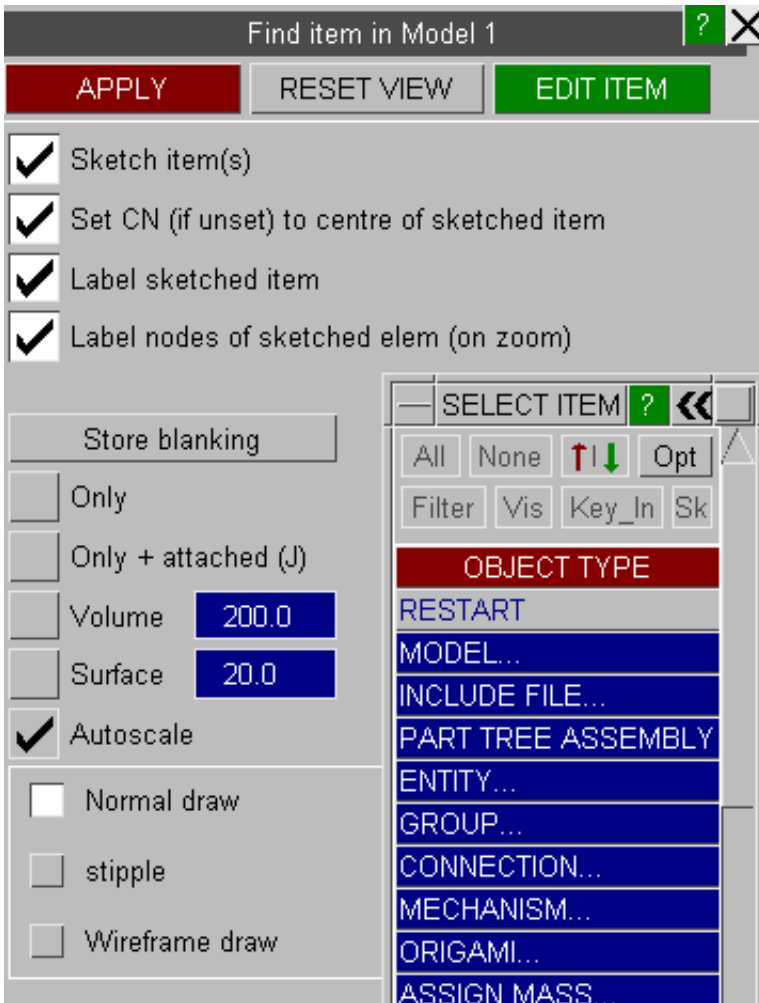 Find item in Model 1 ?
APPLY RESET VIEW EDIT ITEM
Sketch item(s)
Set CN (if unset) to centre of sketched item
Label sketched item
Label nodes of sketched elem (on zoom)
Store blanking
Only
Only + attached (J)
Volume 200.0
Surface 20.0
Autoscale
Normal draw
stipple
Wireframe draw
SELECT ITEM ?
All None Opt
Filter Vis Key_In Sk
OBJECT TYPE
RESTART
MODEL...
INCLUDE FILE...
PART TREE ASSEMBLY
ENTITY...
GROUP...
CONNECTION...
MECHANISM...
ORIGAMI...
ASSIGN MASS...